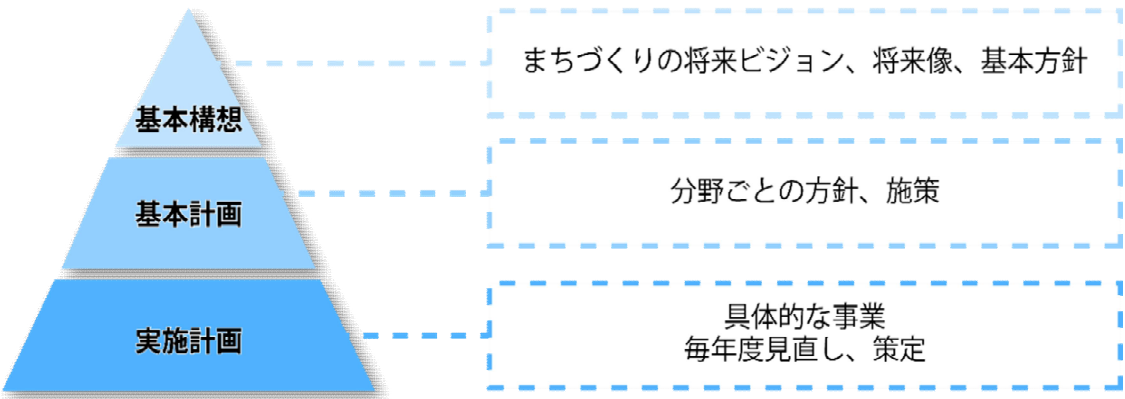 基本構想
まちづくりの将来ビジョン、将来像、基本方針
基本計画
分野ごとの方針、施策
実施計画
具体的な事業
毎年度見直し、策定